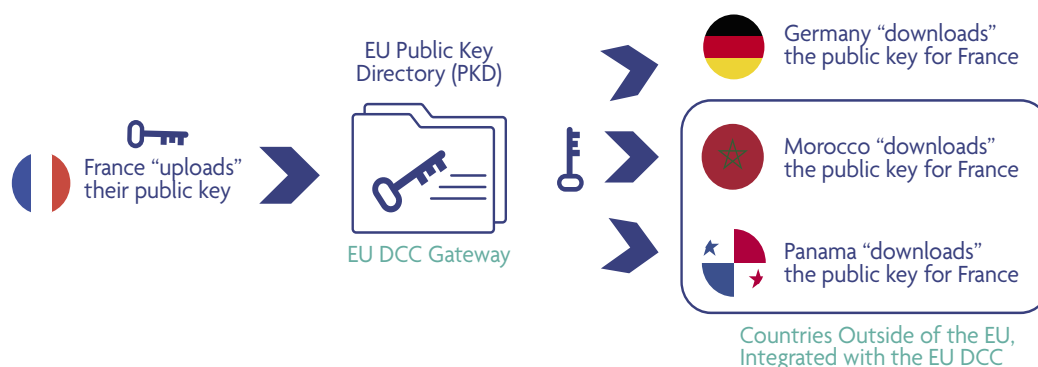 France “uploads”
their public key
EU Public Key
Directory (PKD)
EU DCC Gateway
Germany “downloads”
the public key for France
Morocco “downloads”
the public key for France
Panama “downloads”
the public key for France
Countries Outside of the EU,
Integrated with the EU DCC